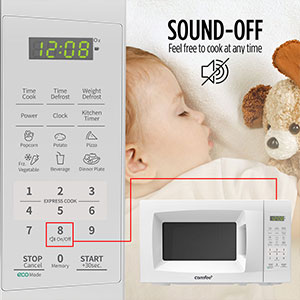 SOUND-OFF
Feel free to cook at any time
12:08
Time Cook
Time Defrost
Weight Defrost
Power
Clock
Kitchen Timer
Popcorn
Potato
Pizza
Frz. Vegetable
Beverage
Dinner Plate
1 2 3
EXPRESS COOK
4 5 6
7 8 9
On/Off
STOP Cancel
0 Memory
START +30sec.
eco Mode
comfee'